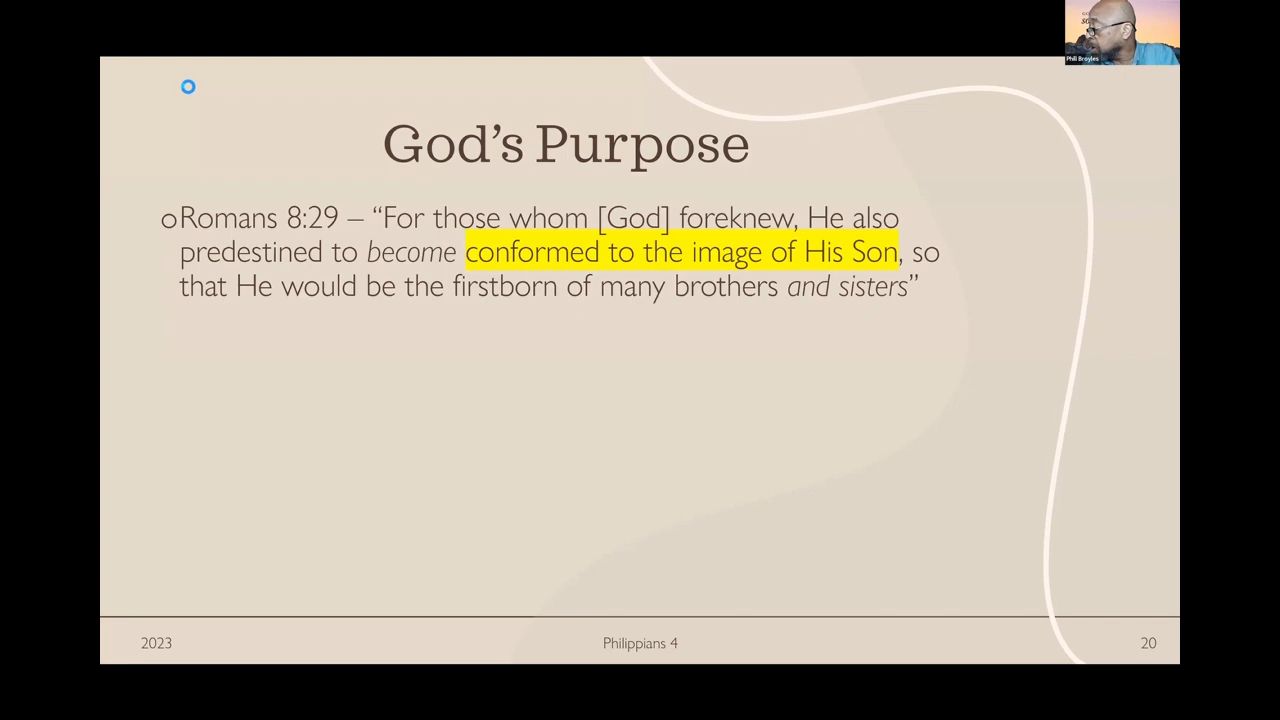 Phill Broyles
God’s Purpose
oRomans 8:29 – “For those whom [God] foreknew, He also
predestined to become conformed to the image of His Son, so
that He would be the firstborn of many brothers and sisters”
2023
Philippians 4
20